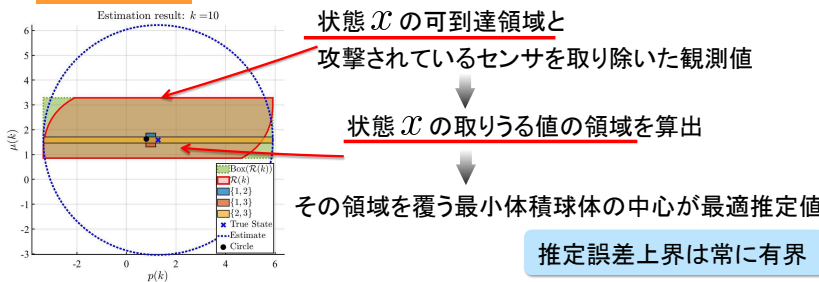 Estimation result: k =10
6
5
4
3
2
1
0
-1
-2
-3
μ(k)
-2
0
2
4
6
p(k)
Box(R(k))
R(k)
{1, 2}
{1, 3}
{2, 3}
True State
Estimate
Circle
状態 x の可到達領域と
攻撃されているセンサを取り除いた観測値
状態 x の取りうる値の領域を算出
その領域を覆う最小体積球体の中心が最適推定値
推定誤差上界は常に有界